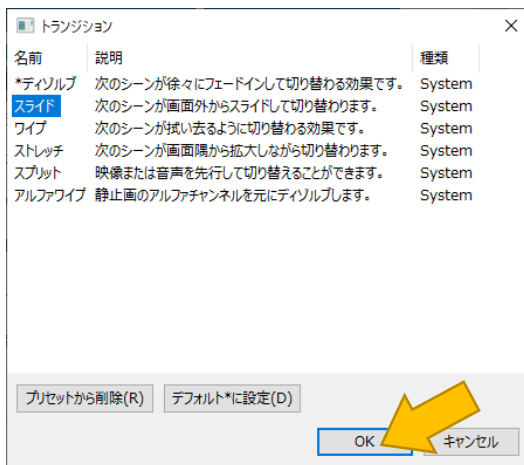 トランジション
名前 説明 種類
*ディゾルブ 次のシーンが徐々にフェードインして切り替わる効果です。 System
スライド 次のシーンが画面外からスライドして切り替わります。 System
ワイプ 次のシーンが拭い去るように切り替わる効果です。 System
ストレッチ 次のシーンが画面隅から拡大しながら切り替わります。 System
スプリット 映像または音声を先行して切り替えることができます。 System
アルファワイプ 静止画のアルファチャンネルを元にディゾルブします。 System
プリセットから削除(R) デフォルト*に設定(D)
OK キャンセル